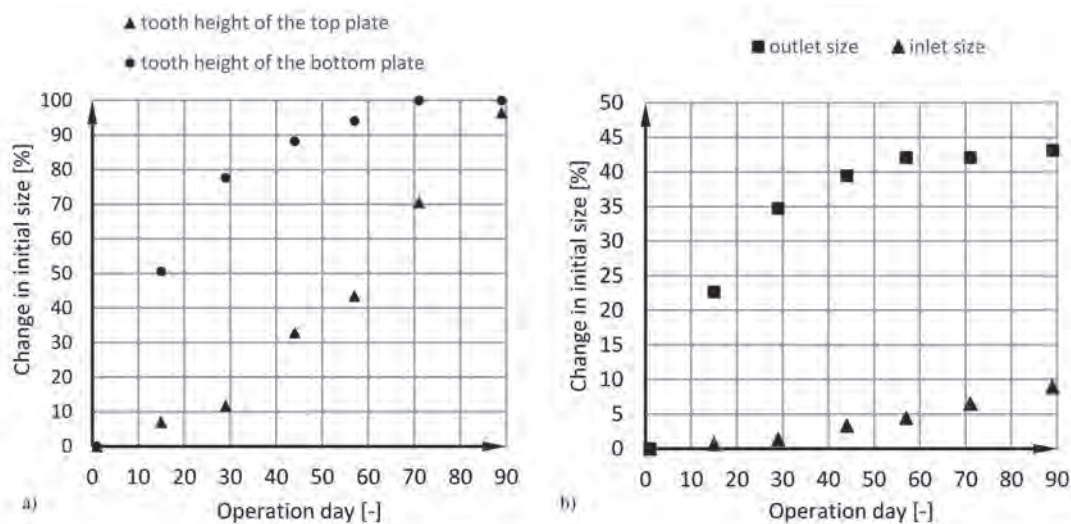 ▲ tooth height of the top plate
● tooth height of the bottom plate
Change in initial size [%]
100
90
80
70
60
50
40
30
20
10
0
0 10 20 30 40 50 60 70 80 90
a)
Operation day [-]
■ outlet size ▲ inlet size
Change in initial size [%]
50
45
40
35
30
25
20
15
10
5
0
0 10 20 30 40 50 60 70 80 90
b)
Operation day [-]